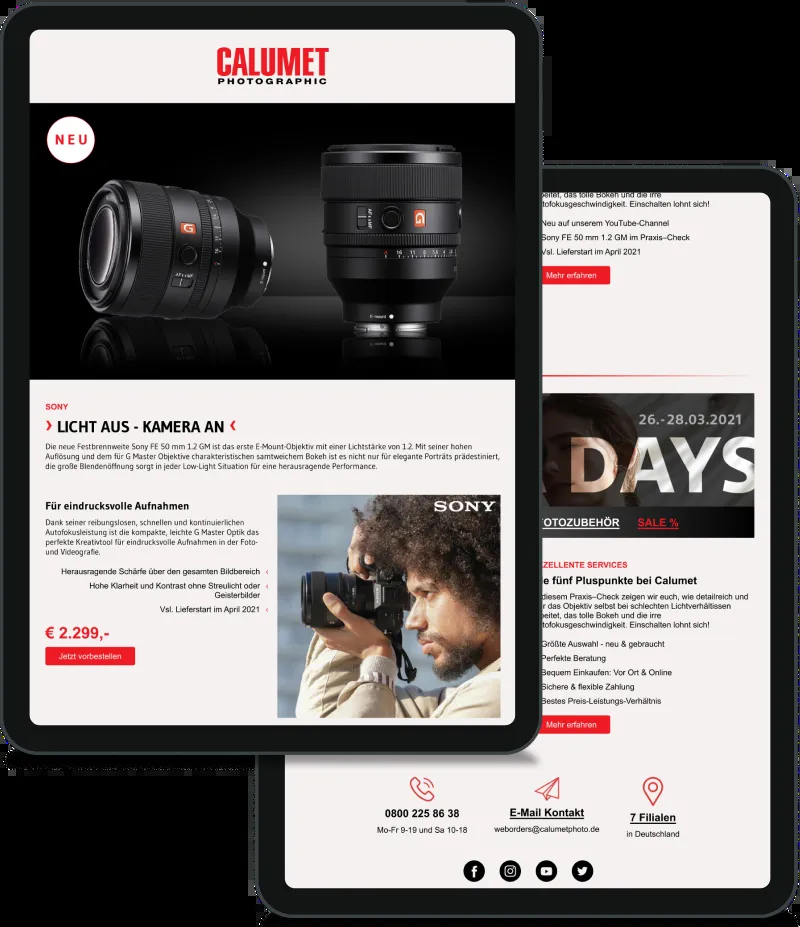 CALUMET
PHOTOGRAPHIC
NEU
SONY
› LICHT AUS - KAMERA AN ‹
Die neue Festbrennweite Sony FE 50 mm 1.2 GM ist das erste E-Mount-Objektiv mit einer Lichtstärke von 1.2. Mit seiner hohen
Auflösung und dem für G Master Objektive charakteristischen samtweichem Bokeh ist es nicht nur für elegante Porträts prädestiniert,
die große Blendenöffnung sorgt in jeder Low-Light Situation für eine herausragende Performance.
Für eindrucksvolle Aufnahmen
Dank seiner reibungslosen, schnellen und kontinuierlichen
Autofokusleistung ist die kompakte, leichte G Master Optik das
perfekte Kreativtool für eindrucksvolle Aufnahmen in der Foto-
und Videografie.
Herausragende Schärfe über den gesamten Bildbereich ‹
Hohe Klarheit und Kontrast ohne Streulicht oder ‹
Geisterbilder
Vsl. Lieferstart im April 2021 ‹
€ 2.299,-
Jetzt vorbestellen
SONY
beitet, das tolle Bokeh und die irre
tofokusgeschwindigkeit. Einschalten lohnt sich!
Neu auf unserem YouTube-Channel
Sony FE 50 mm 1.2 GM im Praxis–Check
Vsl. Lieferstart im April 2021
Mehr erfahren
26.-28.03.2021
DAYS
OTOZUBEHÖR SALE %
ZELLENTE SERVICES
e fünf Pluspunkte bei Calumet
diesem Praxis–Check zeigen wir euch, wie detailreich und
r das Objektiv selbst bei schlechten Lichtverhältissen
beitet, das tolle Bokeh und die irre
tofokusgeschwindigkeit. Einschalten lohnt sich!
Größte Auswahl - neu & gebraucht
Perfekte Beratung
Bequem Einkaufen: Vor Ort & Online
Sichere & flexible Zahlung
Bestes Preis-Leistungs-Verhältnis
Mehr erfahren
0800 225 86 38
Mo-Fr 9-19 und Sa 10-18
E-Mail Kontakt
weborders@calumetphoto.de
7 Filialen
in Deutschland